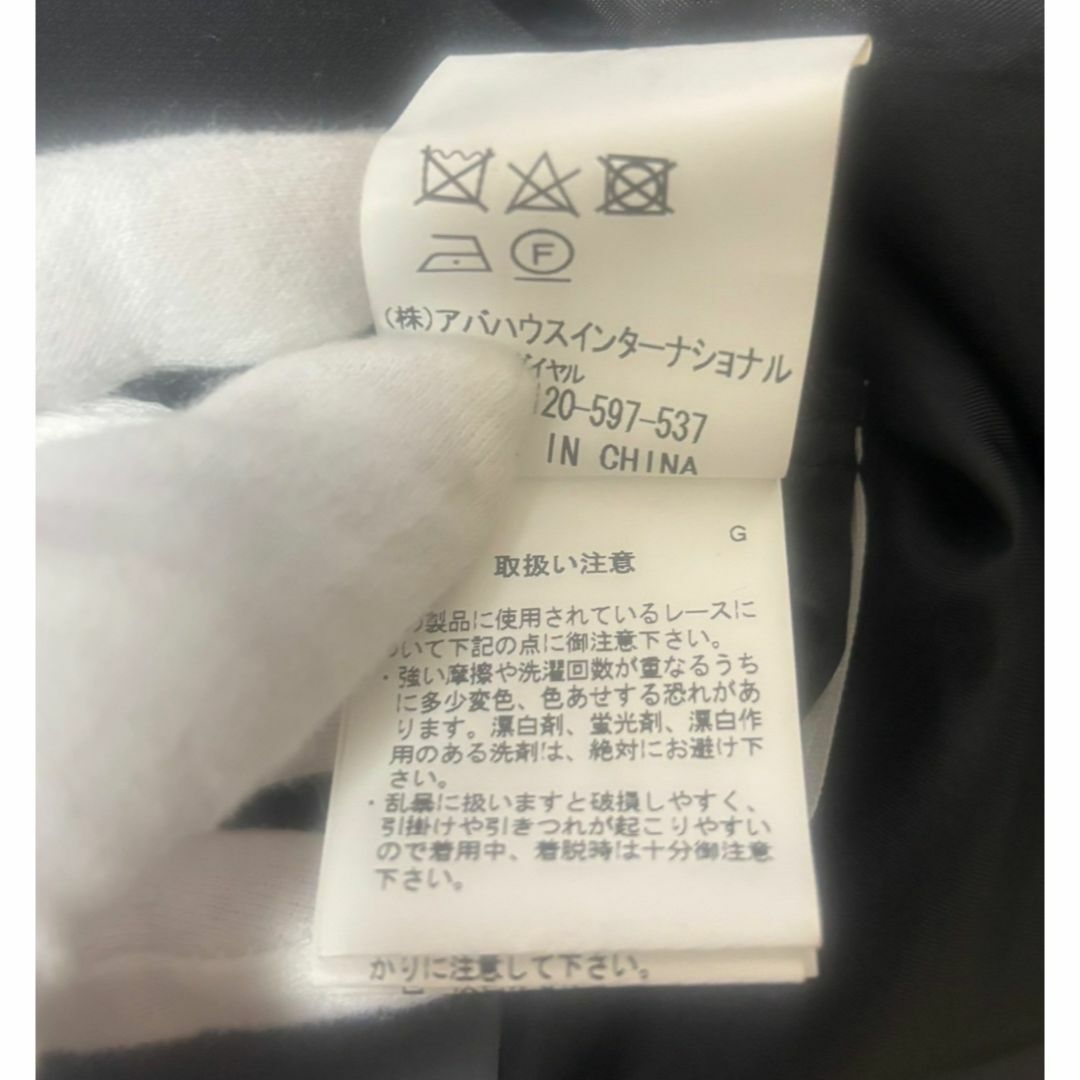 F
(株)アバハウスインターナショナル
イヤル
120-597-537
IN CHINA
G
取扱い注意
製品に使用されているレースに
いて下記の点に御注意下さい。
・強い摩擦や洗濯回数が重なるうち
に多少変色、色あせする恐れがあ
ります。漂白剤、蛍光剤、漂白作
用のある洗剤は、絶対にお避け下
さい。
・乱暴に扱いますと破損しやすく、
引掛けや引きつれが起こりやすい
ので着用中、着脱時は十分御注意
下さい。
かりに注意して下さい。